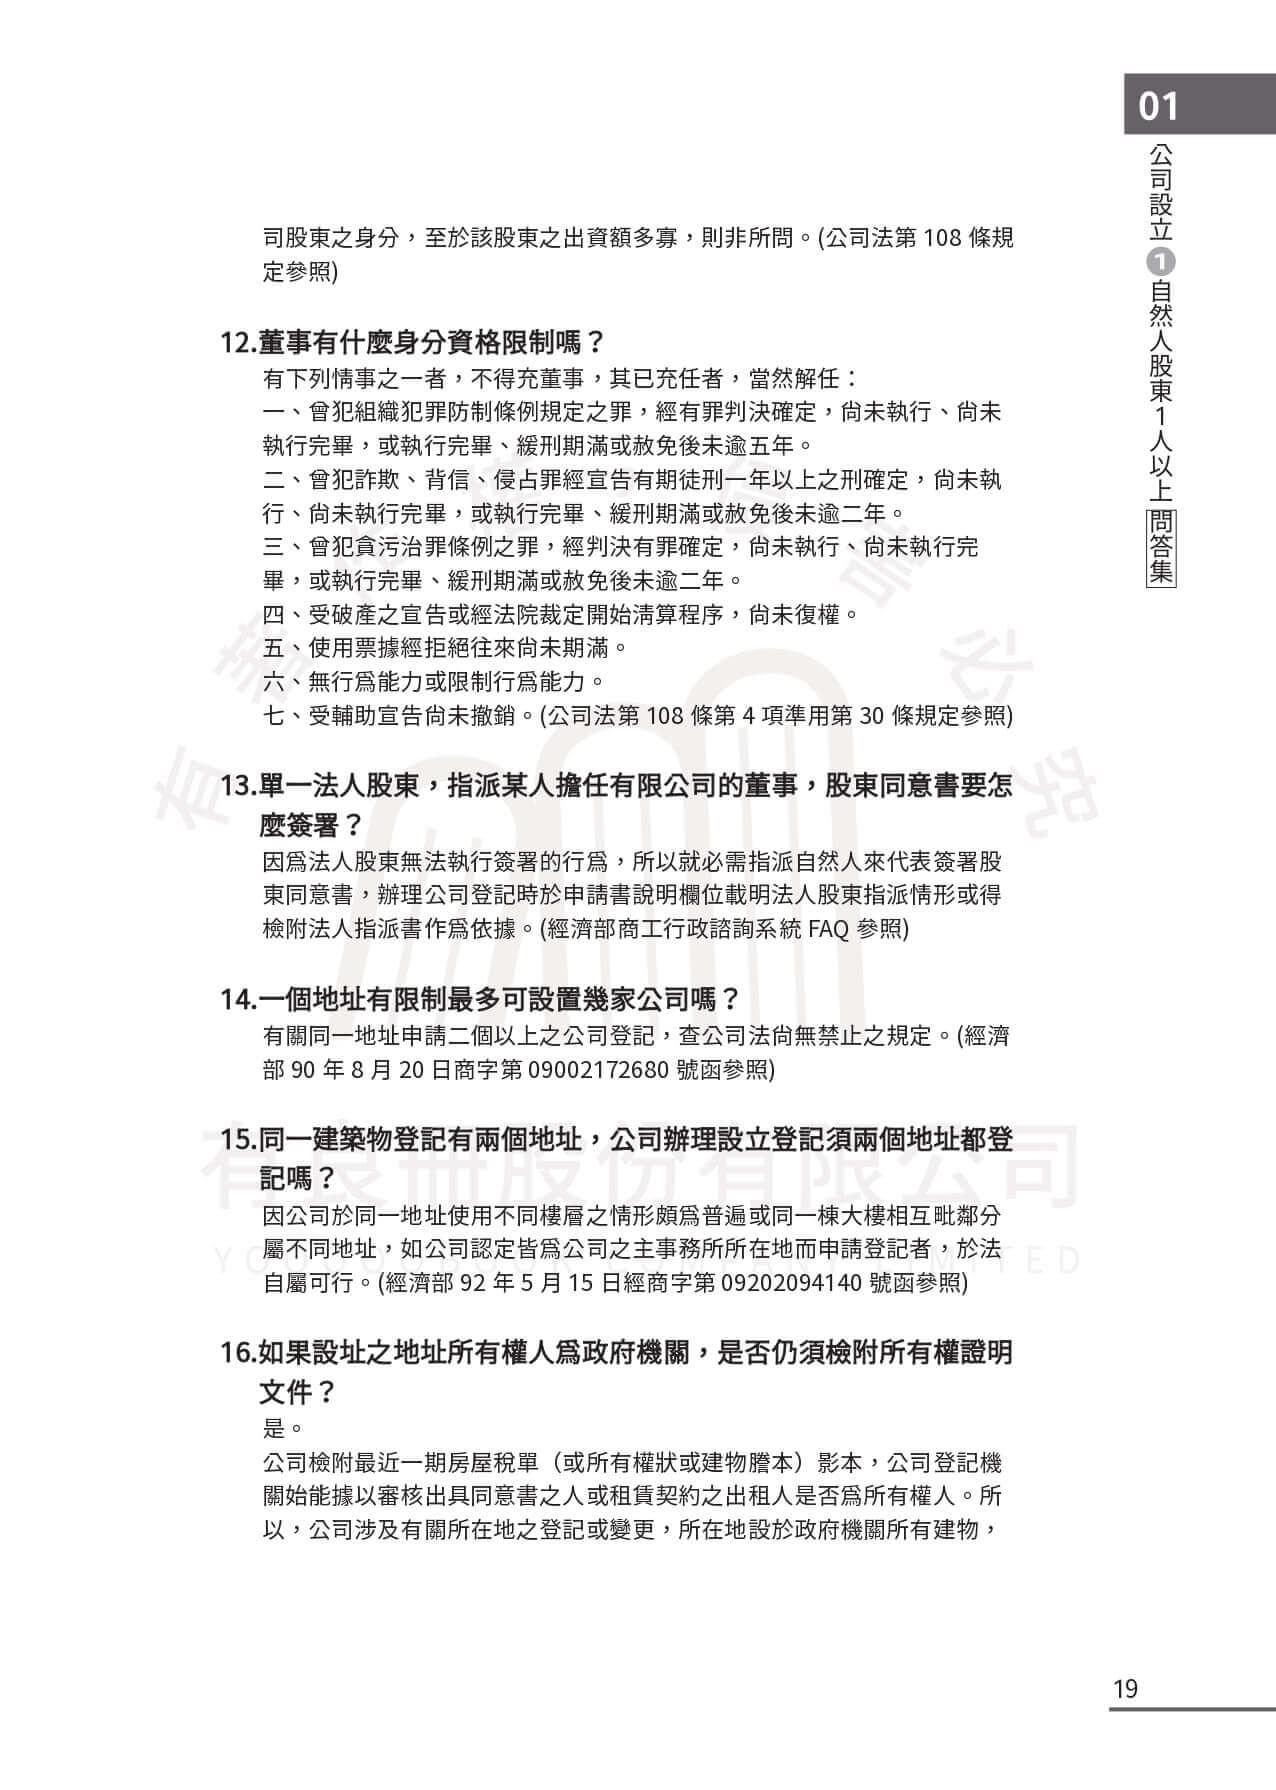 01
公司設立 1 自然人股東1人以上 問答集
司股東之身分，至於該股東之出資額多寡，則非所問。(公司法第 108 條規
定參照)
12.董事有什麼身分資格限制嗎？
有下列情事之一者，不得充董事，其已充任者，當然解任：
一、曾犯組織犯罪防制條例規定之罪，經有罪判決確定，尚未執行、尚未
執行完畢，或執行完畢、緩刑期滿或赦免後未逾五年。
二、曾犯詐欺、背信、侵占罪經宣告有期徒刑一年以上之刑確定，尚未執
行、尚未執行完畢，或執行完畢、緩刑期滿或赦免後未逾二年。
三、曾犯貪污治罪條例之罪，經判決有罪確定，尚未執行、尚未執行完
畢，或執行完畢、緩刑期滿或赦免後未逾二年。
四、受破產之宣告或經法院裁定開始清算程序，尚未復權。
五、使用票據經拒絕往來尚未期滿。
六、無行為能力或限制行為能力。
七、受輔助宣告尚未撤銷。(公司法第 108 條第 4 項準用第 30 條規定參照)
13.單一法人股東，指派某人擔任有限公司的董事，股東同意書要怎
麼簽署？
因為法人股東無法執行簽署的行為，所以就必需指派自然人來代表簽署股
東同意書，辦理公司登記時於申請書說明欄位載明法人股東指派情形或得
檢附法人指派書作為依據。(經濟部商工行政諮詢系統 FAQ 參照)
14.一個地址有限制最多可設置幾家公司嗎？
有關同一地址申請二個以上之公司登記，查公司法尚無禁止之規定。(經濟
部 90 年 8 月 20 日商字第 09002172680 號函參照)
15.同一建築物登記有兩個地址，公司辦理設立登記須兩個地址都登
記嗎？
因公司於同一地址使用不同樓層之情形頗為普遍或同一棟大樓相互毗鄰分
屬不同地址，如公司認定皆為公司之主事務所所在地而申請登記者，於法
自屬可行。(經濟部 92 年 5 月 15 日經商字第 09202094140 號函參照)
16.如果設址之地址所有權人為政府機關，是否仍須檢附所有權證明
文件？
是。
公司檢附最近一期房屋稅單（或所有權狀或建物謄本）影本，公司登記機
關始能據以審核出具同意書之人或租賃契約之出租人是否為所有權人。所
以，公司涉及有關所在地之登記或變更，所在地設於政府機關所有建物，
19
有良冊股份有限公司